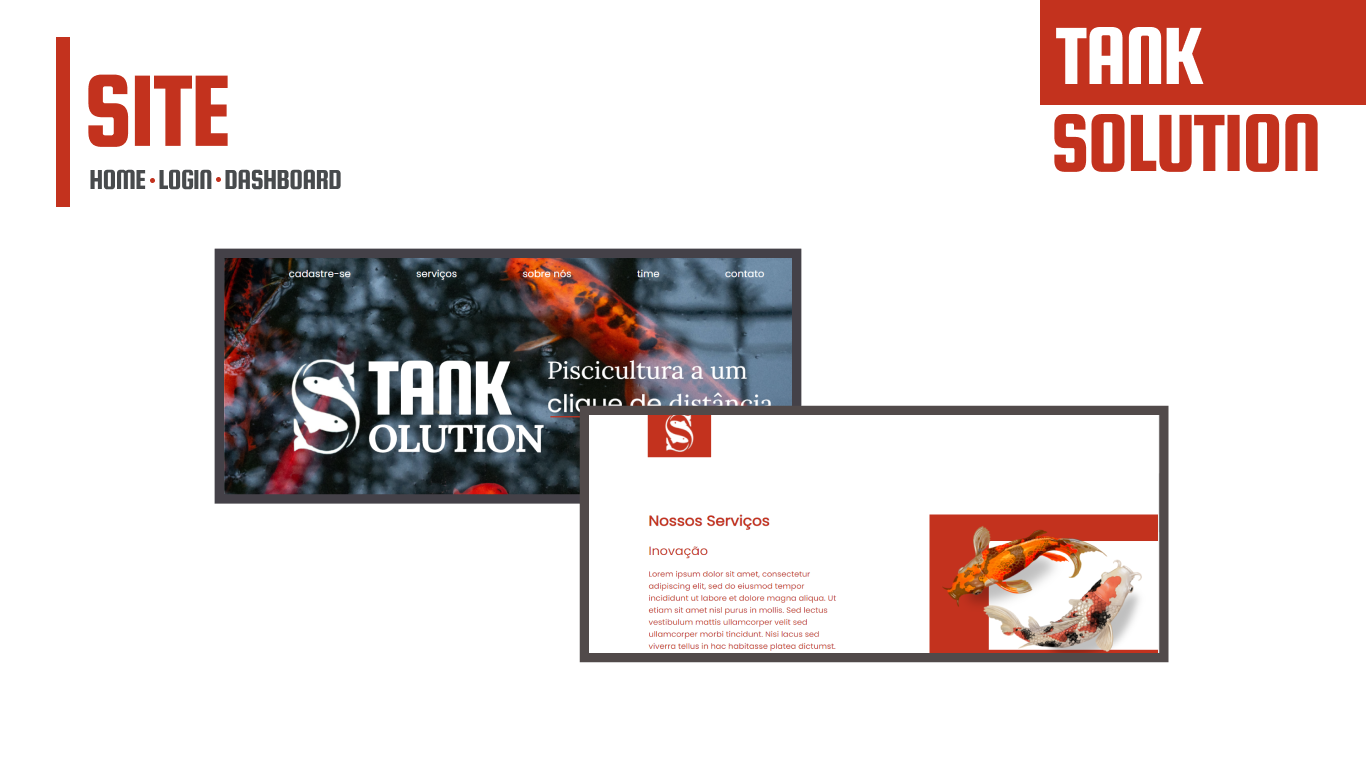 SITE
HOME • LOGIN • DASHBOARD
TANK
SOLUTION
cadastre-se serviços sobre nós time contato
S TANK
OLUTION
Piscicultura a um
clique de distância
S
Nossos Serviços
Inovação
Lorem ipsum dolor sit amet, consectetur
adipiscing elit, sed do eiusmod tempor
incididunt ut labore et dolore magna aliqua. Ut
etiam sit amet nisl purus in mollis. Sed lectus
vestibulum mattis ullamcorper velit sed
ullamcorper morbi tincidunt. Nisi lacus sed
viverra tellus in hac habitasse platea dictumst.